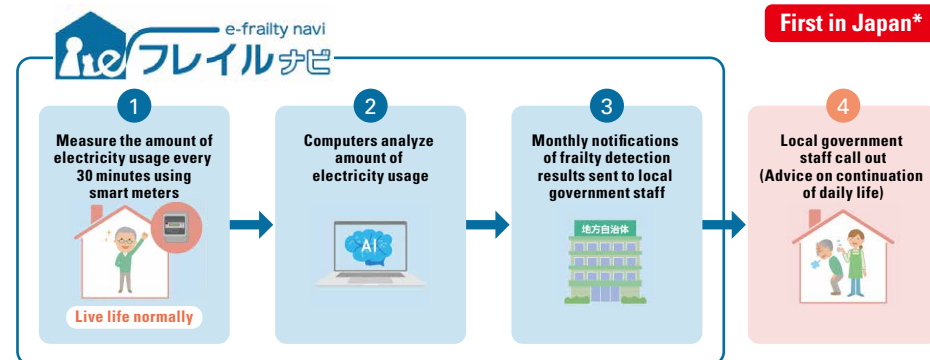 First in Japan*
e-frailty navi
フレイルナビ
1
Measure the amount of
electricity usage every
30 minutes using
smart meters
Live life normally
2
Computers analyze
amount of
electricity usage
AI
3
Monthly notifications
of frailty detection
results sent to local
government staff
地方自治体
4
Local government
staff call out
(Advice on continuation
of daily life)